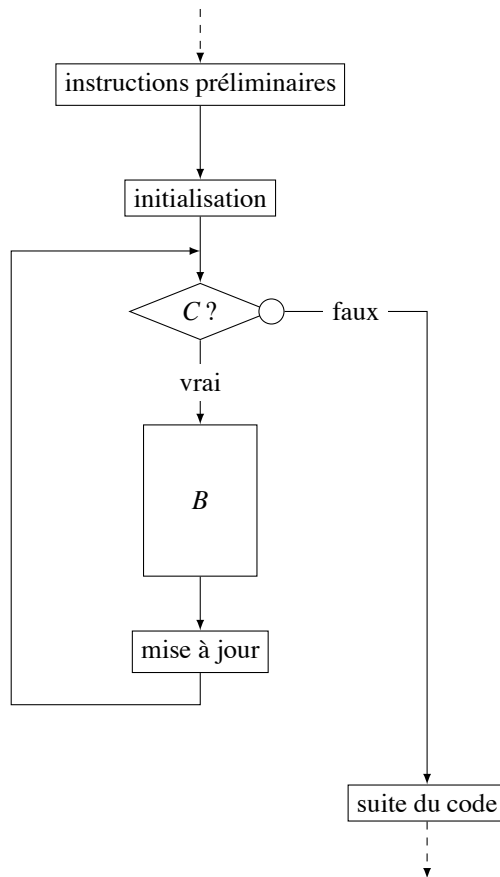 instructions préliminaires
initialisation
C ?
faux
vrai
B
mise à jour
suite du code